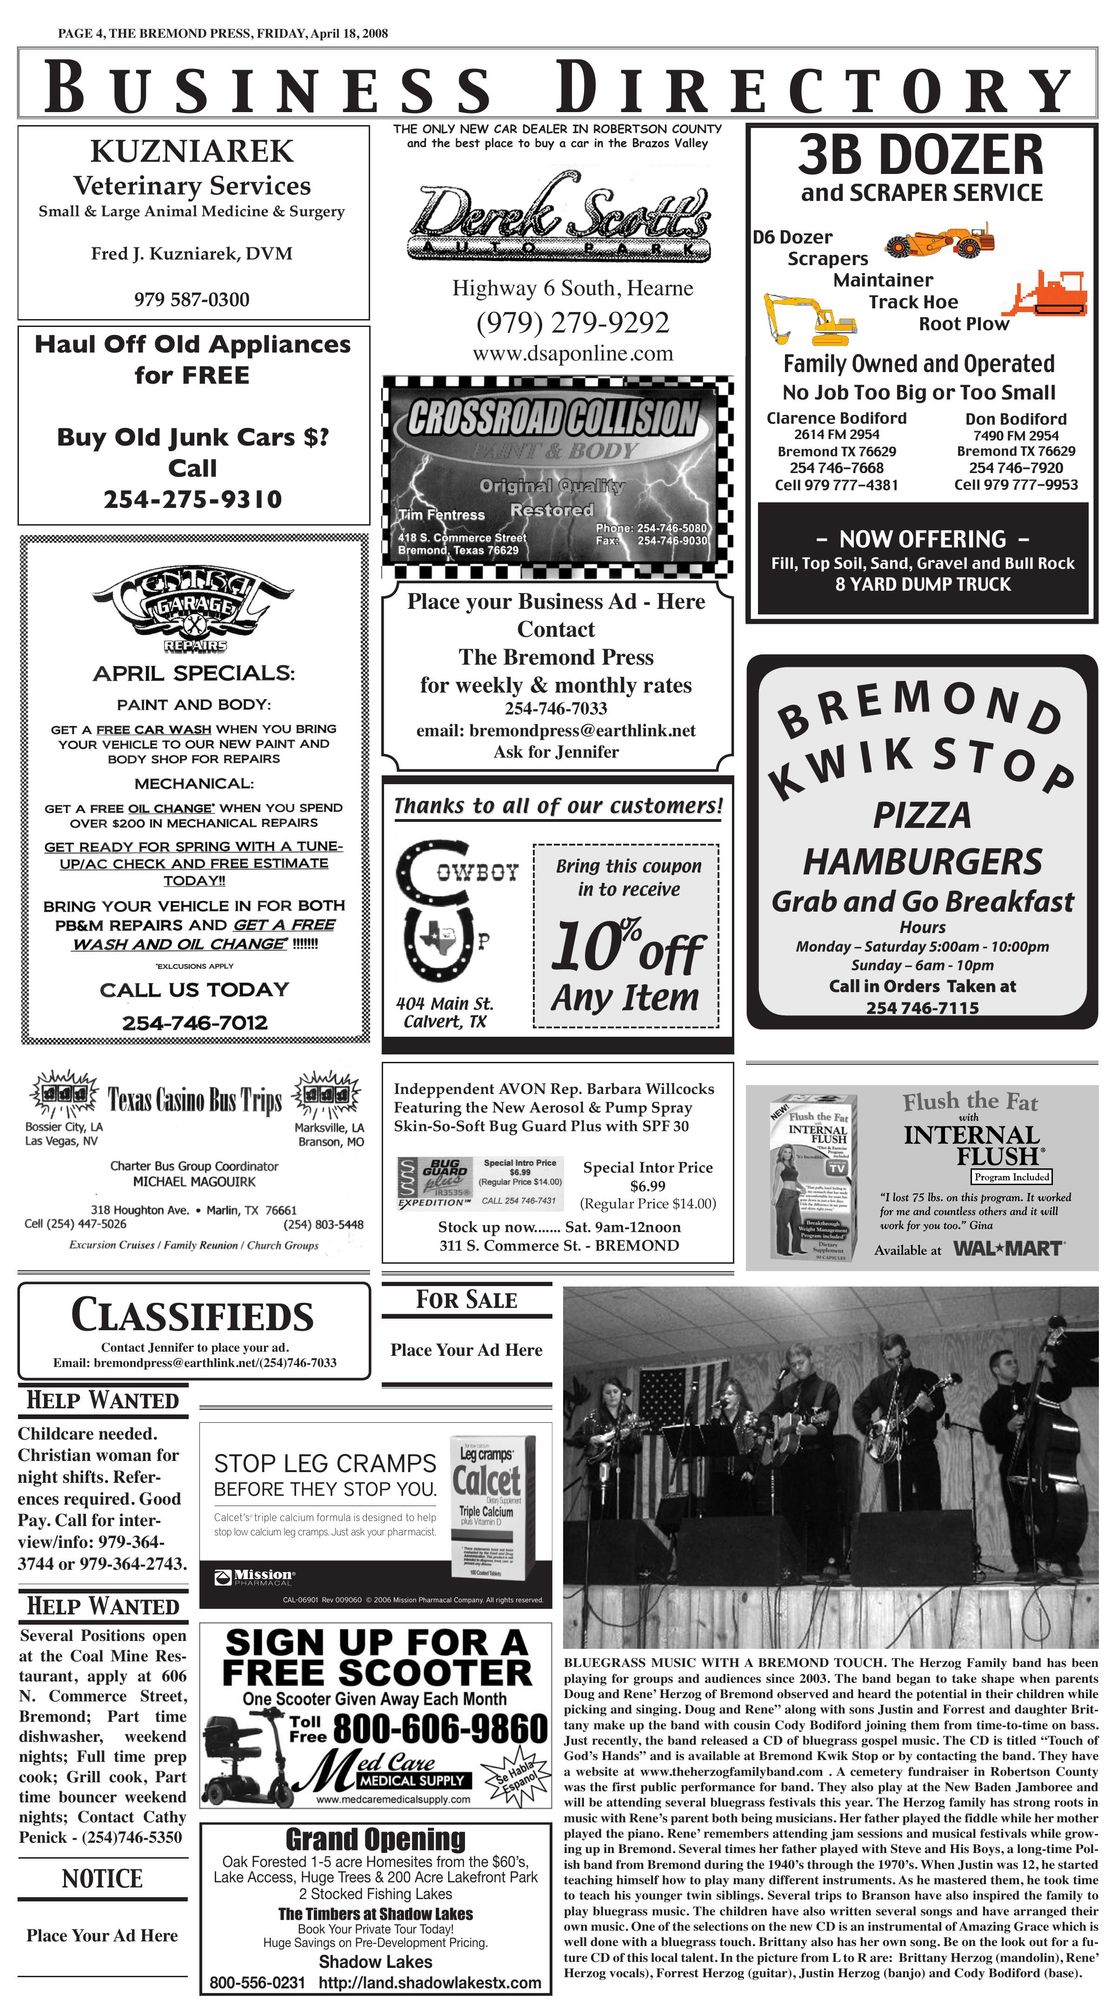 PAGE 4, THE BREMOND PRESS, FRIDAY, April 18, 2008
BUSINESS DIRECTORY
KUZNIAREK
Veterinary Services
Small & Large Animal Medicine & Surgery
Fred J. Kuzniarek, DVM
979 587-0300
Haul Off Old Appliances
for FREE
Buy Old Junk Cars $?
Call
254-275-9310
CENTRAL
GARAGE
REPAIRS
APRIL SPECIALS:
PAINT AND BODY:
GET A FREE CAR WASH WHEN YOU BRING
YOUR VEHICLE TO OUR NEW PAINT AND
BODY SHOP FOR REPAIRS
MECHANICAL:
GET A FREE OIL CHANGE* WHEN YOU SPEND
OVER $200 IN MECHANICAL REPAIRS
GET READY FOR SPRING WITH A TUNE-
UP/AC CHECK AND FREE ESTIMATE
TODAY!!
BRING YOUR VEHICLE IN FOR BOTH
PB&M REPAIRS AND GET A FREE
WASH AND OIL CHANGE* !!!!!!!
*EXLCUSIONS APPLY
CALL US TODAY
254-746-7012
Texas Casino Bus Trips
Bossier City, LA
Las Vegas, NV
Marksville, LA
Branson, MO
Charter Bus Group Coordinator
MICHAEL MAGOUIRK
318 Houghton Ave. • Marlin, TX 76661
Cell (254) 447-5026 (254) 803-5448
Excursion Cruises / Family Reunion / Church Groups
THE ONLY NEW CAR DEALER IN ROBERTSON COUNTY
and the best place to buy a car in the Brazos Valley
Derek Scott's
AUTO PARK
Highway 6 South, Hearne
(979) 279-9292
www.dsaponline.com
CROSSROAD COLLISION
PAINT & BODY
Original Quality
Restored
Tim Fentress
418 S. Commerce Street
Bremond, Texas 76629
Phone: 254-746-5080
Fax: 254-746-9030
Place your Business Ad - Here
Contact
The Bremond Press
for weekly & monthly rates
254-746-7033
email: bremondpress@earthlink.net
Ask for Jennifer
Thanks to all of our customers!
COWBOY
UP
404 Main St.
Calvert, TX
Bring this coupon
in to receive
10% off
Any Item
Indeppendent AVON Rep. Barbara Willcocks
Featuring the New Aerosol & Pump Spray
Skin-So-Soft Bug Guard Plus with SPF 30
SSS BUG
GUARD
plus
IR3535®
EXPEDITION™
Special Intro Price
$6.99
(Regular Price $14.00)
CALL 254 746-7431
Special Intor Price
$6.99
(Regular Price $14.00)
Stock up now....... Sat. 9am-12noon
311 S. Commerce St. - BREMOND
3B DOZER
and SCRAPER SERVICE
D6 Dozer
Scrapers
Maintainer
Track Hoe
Root Plow
Family Owned and Operated
No Job Too Big or Too Small
Clarence Bodiford
2614 FM 2954
Bremond TX 76629
254 746-7668
Cell 979 777-4381
Don Bodiford
7490 FM 2954
Bremond TX 76629
254 746-7920
Cell 979 777-9953
- NOW OFFERING -
Fill, Top Soil, Sand, Gravel and Bull Rock
8 YARD DUMP TRUCK
BREMOND
KWIK STOP
PIZZA
HAMBURGERS
Grab and Go Breakfast
Hours
Monday – Saturday 5:00am - 10:00pm
Sunday – 6am - 10pm
Call in Orders Taken at
254 746-7115
NEW!
Flush the Fat
with
INTERNAL
FLUSH
TV
Breakthrough
Weight Management
Program included
Dietary
Supplement
Flush the Fat
with
INTERNAL
FLUSH®
Program Included
“I lost 75 lbs. on this program. It worked
for me and countless others and it will
work for you too.” Gina
Available at WAL★MART®
CLASSIFIEDS
Contact Jennifer to place your ad.
Email: bremondpress@earthlink.net/(254)746-7033
FOR SALE
Place Your Ad Here
HELP WANTED
Childcare needed.
Christian woman for
night shifts. Refer-
ences required. Good
Pay. Call for inter-
view/info: 979-364-
3744 or 979-364-2743.
HELP WANTED
Several Positions open
at the Coal Mine Res-
taurant, apply at 606
N. Commerce Street,
Bremond; Part time
dishwasher, weekend
nights; Full time prep
cook; Grill cook, Part
time bouncer weekend
nights; Contact Cathy
Penick - (254)746-5350
NOTICE
Place Your Ad Here
STOP LEG CRAMPS
BEFORE THEY STOP YOU.
Calcet's® triple calcium formula is designed to help
stop low calcium leg cramps. Just ask your pharmacist.
Leg cramps
Calcet
Dietary Supplement
Triple Calcium
plus Vitamin D
100 Coated Tablets
Mission®
PHARMACAL
CAL-06901 Rev 009060 © 2006 Mission Pharmacal Company. All rights reserved.
SIGN UP FOR A
FREE SCOOTER
One Scooter Given Away Each Month
Toll
Free 800-606-9860
Med Care
MEDICAL SUPPLY
www.medcaremedicalsupply.com
Se Habla
Espanol
Grand Opening
Oak Forested 1-5 acre Homesites from the $60's,
Lake Access, Huge Trees & 200 Acre Lakefront Park
2 Stocked Fishing Lakes
The Timbers at Shadow Lakes
Book Your Private Tour Today!
Huge Savings on Pre-Development Pricing.
Shadow Lakes
800-556-0231 http://land.shadowlakestx.com
BLUEGRASS MUSIC WITH A BREMOND TOUCH. The Herzog Family band has been
playing for groups and audiences since 2003. The band began to take shape when parents
Doug and Rene’ Herzog of Bremond observed and heard the potential in their children while
picking and singing. Doug and Rene” along with sons Justin and Forrest and daughter Brit-
tany make up the band with cousin Cody Bodiford joining them from time-to-time on bass.
Just recently, the band released a CD of bluegrass gospel music. The CD is titled “Touch of
God’s Hands” and is available at Bremond Kwik Stop or by contacting the band. They have
a website at www.theherzogfamilyband.com . A cemetery fundraiser in Robertson County
was the first public performance for band. They also play at the New Baden Jamboree and
will be attending several bluegrass festivals this year. The Herzog family has strong roots in
music with Rene’s parent both being musicians. Her father played the fiddle while her mother
played the piano. Rene’ remembers attending jam sessions and musical festivals while grow-
ing up in Bremond. Several times her father played with Steve and His Boys, a long-time Pol-
ish band from Bremond during the 1940’s through the 1970’s. When Justin was 12, he started
teaching himself how to play many different instruments. As he mastered them, he took time
to teach his younger twin siblings. Several trips to Branson have also inspired the family to
play bluegrass music. The children have also written several songs and have arranged their
own music. One of the selections on the new CD is an instrumental of Amazing Grace which is
well done with a bluegrass touch. Brittany also has her own song. Be on the look out for a fu-
ture CD of this local talent. In the picture from L to R are: Brittany Herzog (mandolin), Rene’
Herzog vocals), Forrest Herzog (guitar), Justin Herzog (banjo) and Cody Bodiford (base).